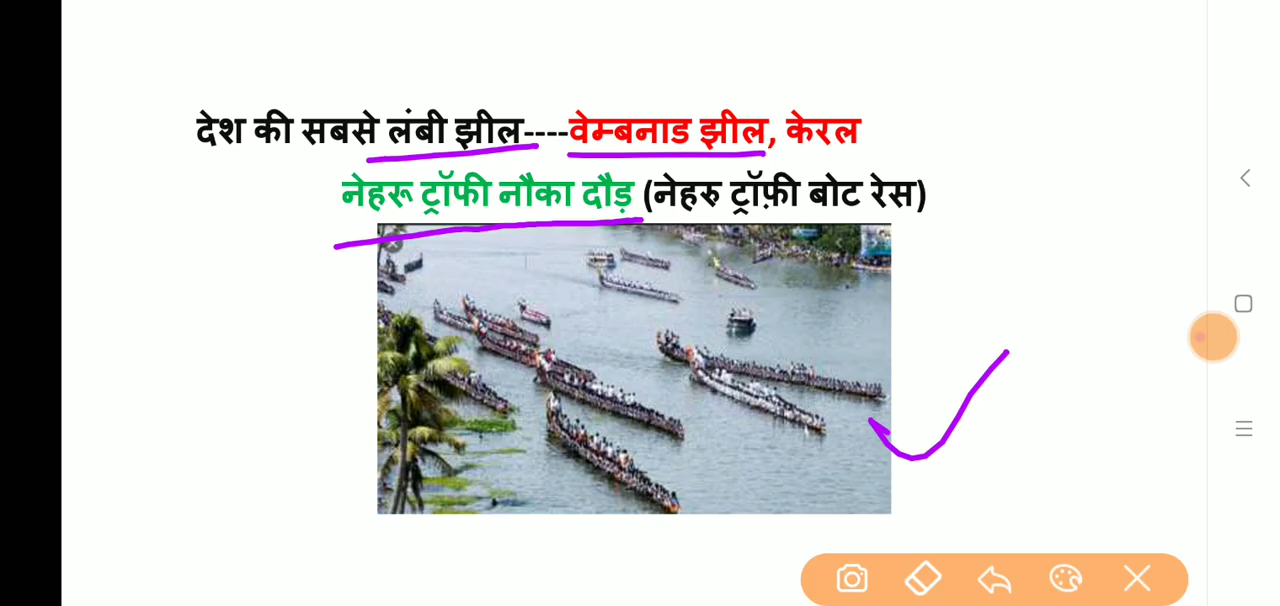 देश की सबसे लंबी झील----वेम्बनाड झील, केरल
नेहरू ट्रॉफी नौका दौड़ (नेहरु ट्रॉफ़ी बोट रेस)